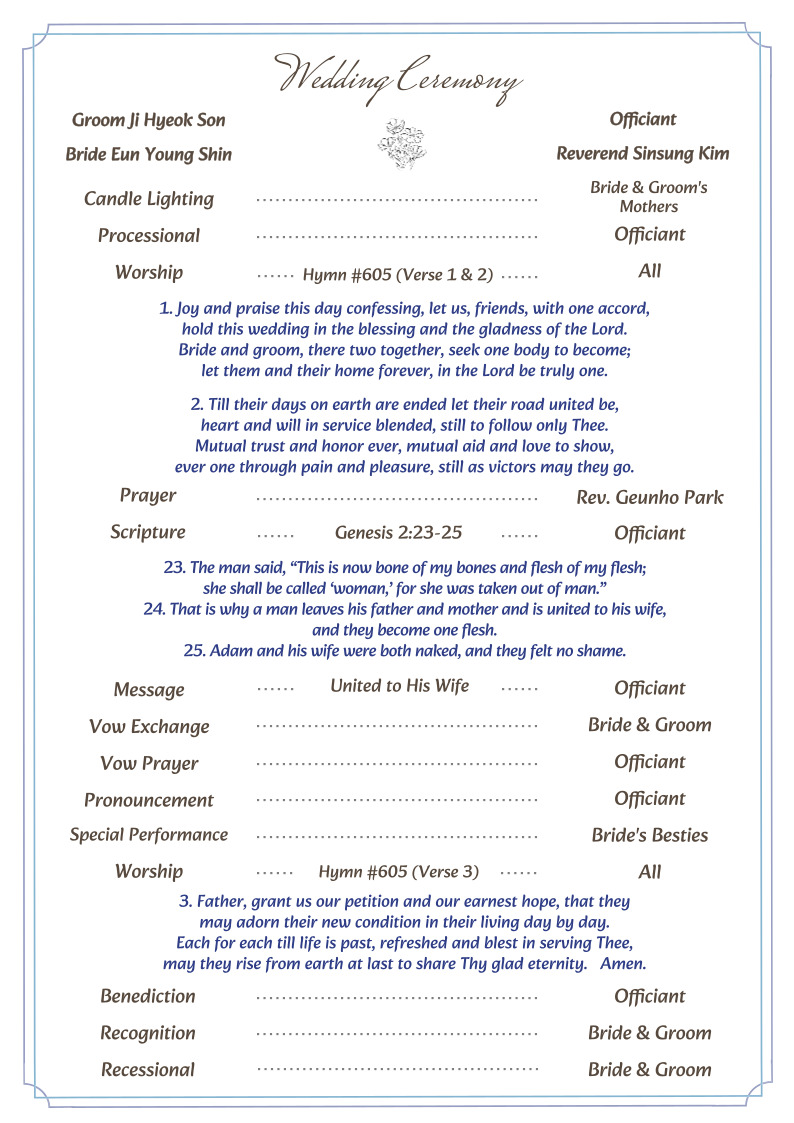 Wedding Ceremony
Groom Ji Hyeok Son
Officiant
Bride Eun Young Shin
Reverend Sinsung Kim
Candle Lighting ............................................. Bride & Groom's
Mothers
Processional ............................................. Officiant
Worship ...... Hymn #605 (Verse 1 & 2) ...... All
1. Joy and praise this day confessing, let us, friends, with one accord,
hold this wedding in the blessing and the gladness of the Lord.
Bride and groom, there two together, seek one body to become;
let them and their home forever, in the Lord be truly one.
2. Till their days on earth are ended let their road united be,
heart and will in service blended, still to follow only Thee.
Mutual trust and honor ever, mutual aid and love to show,
ever one through pain and pleasure, still as victors may they go.
Prayer ............................................. Rev. Geunho Park
Scripture ...... Genesis 2:23-25 ...... Officiant
23. The man said, “This is now bone of my bones and flesh of my flesh;
she shall be called ‘woman,’ for she was taken out of man.”
24. That is why a man leaves his father and mother and is united to his wife,
and they become one flesh.
25. Adam and his wife were both naked, and they felt no shame.
Message ...... United to His Wife ...... Officiant
Vow Exchange ............................................. Bride & Groom
Vow Prayer ............................................. Officiant
Pronouncement ............................................. Officiant
Special Performance ............................................. Bride's Besties
Worship ...... Hymn #605 (Verse 3) ...... All
3. Father, grant us our petition and our earnest hope, that they
may adorn their new condition in their living day by day.
Each for each till life is past, refreshed and blest in serving Thee,
may they rise from earth at last to share Thy glad eternity. Amen.
Benediction ............................................. Officiant
Recognition ............................................. Bride & Groom
Recessional ............................................. Bride & Groom